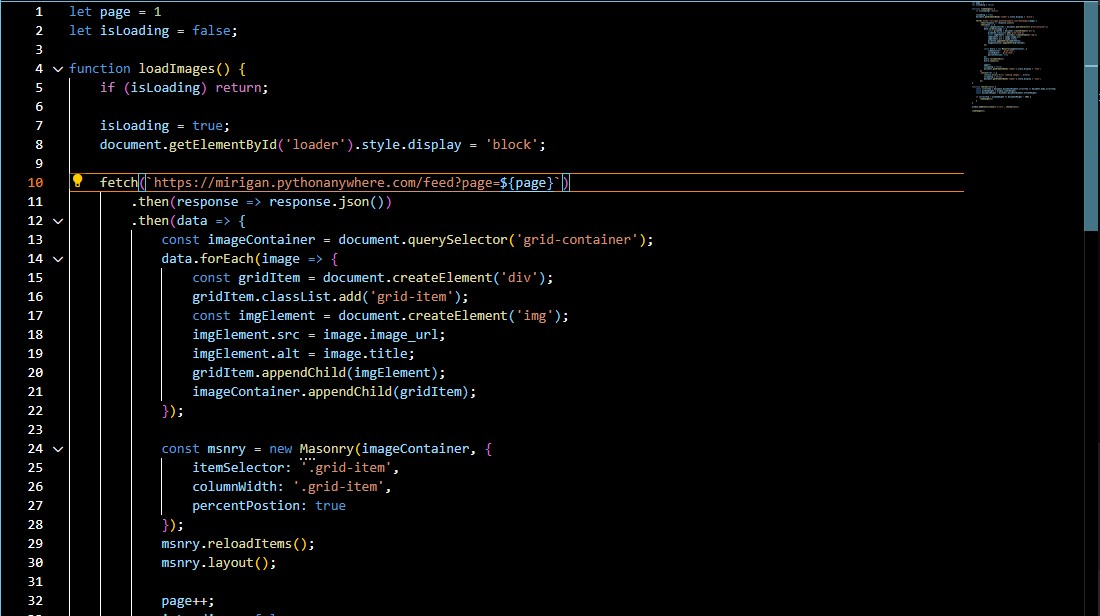 1 let page = 1
2 let isLoading = false;
3
4 function loadImages() {
5 if (isLoading) return;
6
7 isLoading = true;
8 document.getElementById('loader').style.display = 'block';
9
10 fetch(`https://mirigan.pythonanywhere.com/feed?page=${page}`)
11 .then(response => response.json())
12 .then(data => {
13 const imageContainer = document.querySelector('grid-container');
14 data.forEach(image => {
15 const gridItem = document.createElement('div');
16 gridItem.classList.add('grid-item');
17 const imgElement = document.createElement('img');
18 imgElement.src = image.image_url;
19 imgElement.alt = image.title;
20 gridItem.appendChild(imgElement);
21 imageContainer.appendChild(gridItem);
22 });
23
24 const msnry = new Masonry(imageContainer, {
25 itemSelector: '.grid-item',
26 columnWidth: '.grid-item',
27 percentPostion: true
28 });
29 msnry.reloadItems();
30 msnry.layout();
31
32 page++;